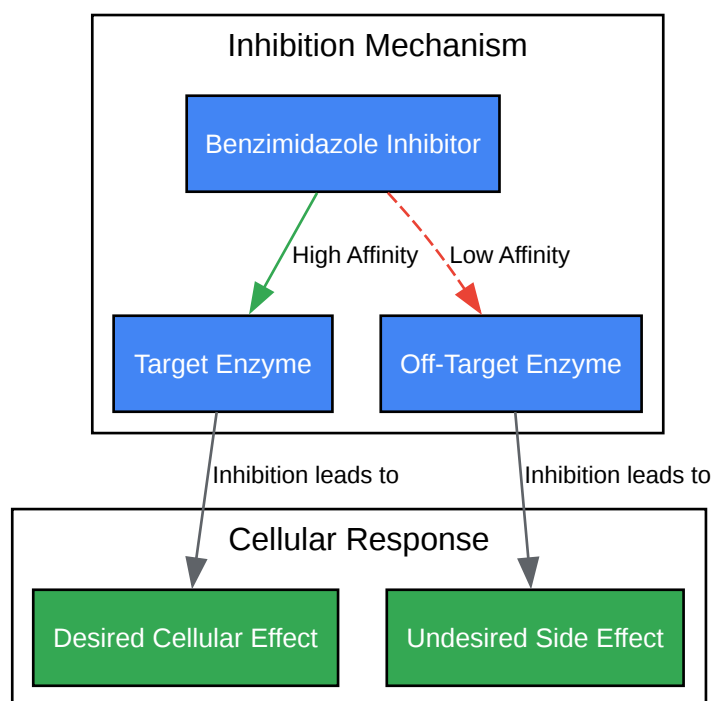 Inhibition Mechanism
Benzimidazole Inhibitor
High Affinity
Low Affinity
Target Enzyme
Off-Target Enzyme
Inhibition leads to
Inhibition leads to
Cellular Response
Desired Cellular Effect
Undesired Side Effect